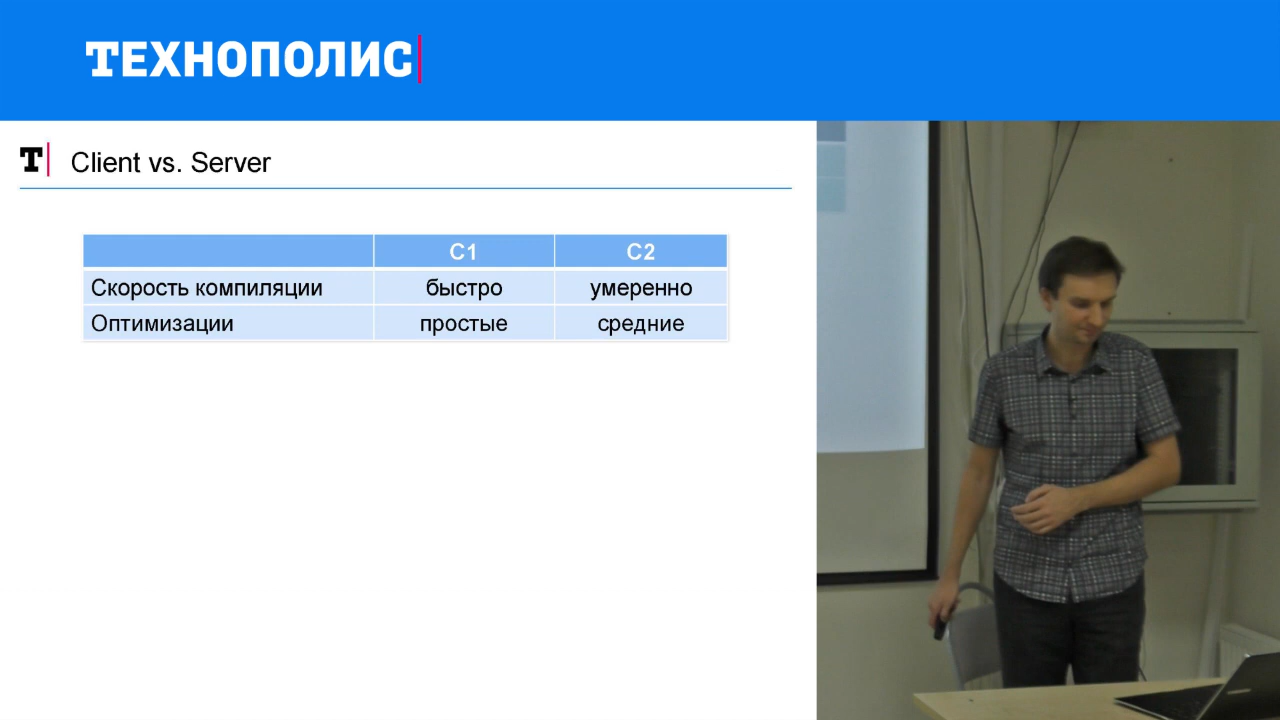 ТЕХНОПОЛИС
T Client vs. Server
C1 C2
Скорость компиляции быстро умеренно
Оптимизации простые средние